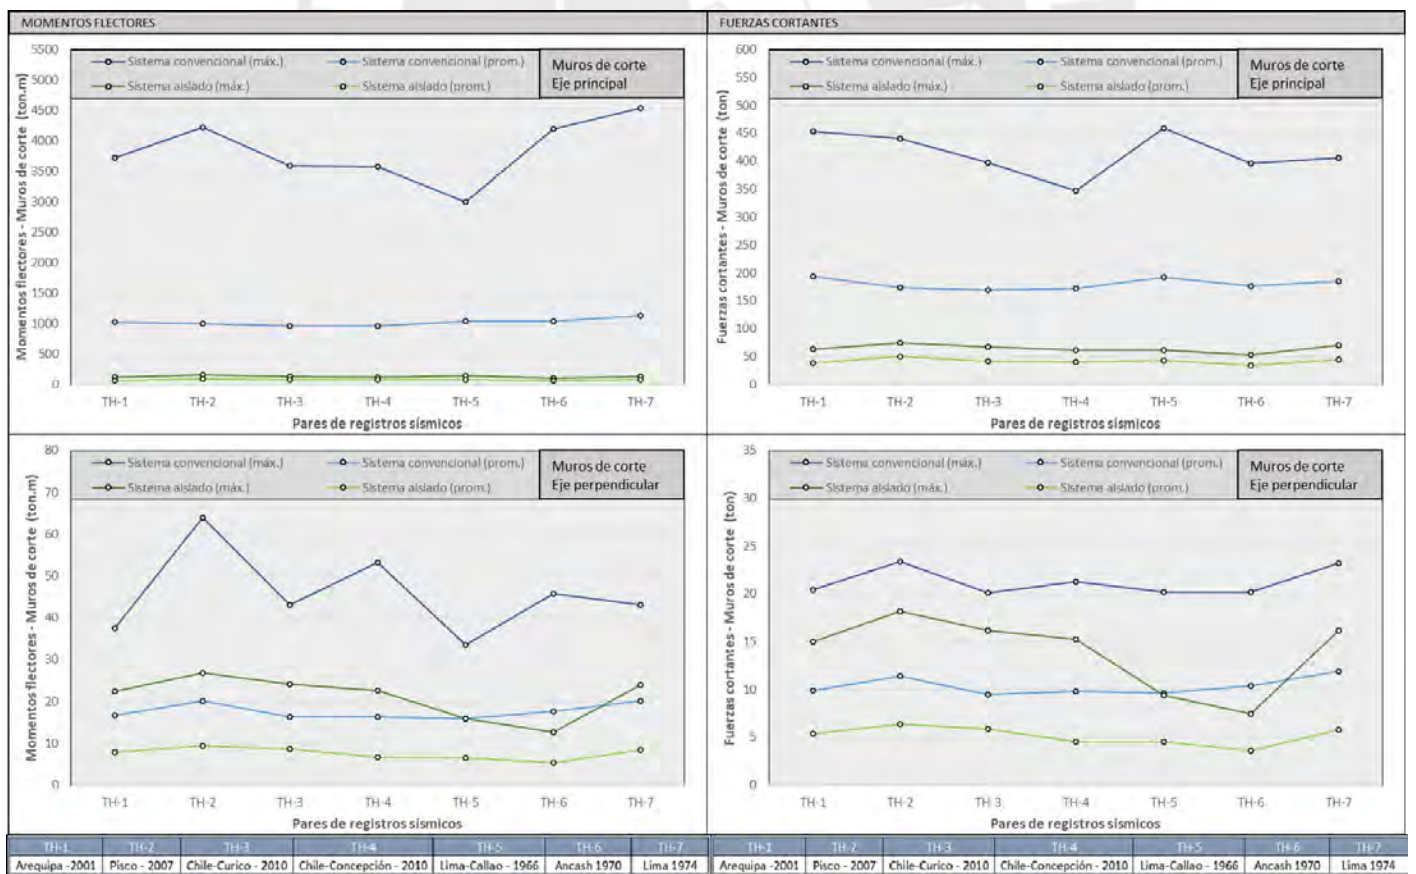 MOMENTOS FLECTORES
5500
5000
4500
4000
3500
3000
2500
2000
1500
1000
500
0
Momentos flectores - Muros de corte (ton.m)
Sistema convencional (máx.)
Sistema convencional (prom.)
Sistema aislado (máx.)
Sistema aislado (prom.)
Muros de corte
Eje principal
TH-1 TH-2 TH-3 TH-4 TH-5 TH-6 TH-7
Pares de registros sísmicos
FUERZAS CORTANTES
600
550
500
450
400
350
300
250
200
150
100
50
0
Fuerzas cortantes - Muros de corte (ton)
Sistema convencional (máx.)
Sistema convencional (prom.)
Sistema aislado (máx.)
Sistema aislado (prom.)
Muros de corte
Eje principal
TH-1 TH-2 TH-3 TH-4 TH-5 TH-6 TH-7
Pares de registros sísmicos
80
70
60
50
40
30
20
10
0
Momentos flectores - Muros de corte (ton.m)
Sistema convencional (máx.)
Sistema convencional (prom.)
Sistema aislado (máx.)
Sistema aislado (prom.)
Muros de corte
Eje perpendicular
TH-1 TH-2 TH-3 TH-4 TH-5 TH-6 TH-7
Pares de registros sísmicos
35
30
25
20
15
10
5
0
Fuerzas cortantes - Muros de corte (ton)
Sistema convencional (máx.)
Sistema convencional (prom.)
Sistema aislado (máx.)
Sistema aislado (prom.)
Muros de corte
Eje perpendicular
TH-1 TH-2 TH-3 TH-4 TH-5 TH-6 TH-7
Pares de registros sísmicos
TH-1 TH-2 TH-3 TH-4 TH-5 TH-6 TH-7
Arequipa -2001 Pisco - 2007 Chile-Curico - 2010 Chile-Concepción - 2010 Lima-Callao - 1966 Ancash 1970 Lima 1974
TH-1 TH-2 TH-3 TH-4 TH-5 TH-6 TH-7
Arequipa -2001 Pisco - 2007 Chile-Curico - 2010 Chile-Concepción - 2010 Lima-Callao - 1966 Ancash 1970 Lima 1974